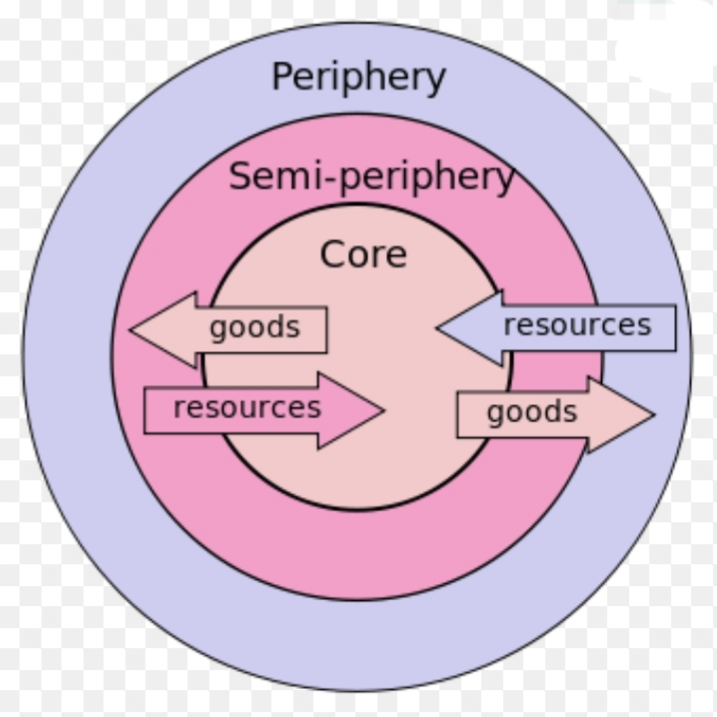 Periphery
Semi-periphery
Core
goods
resources
resources
goods